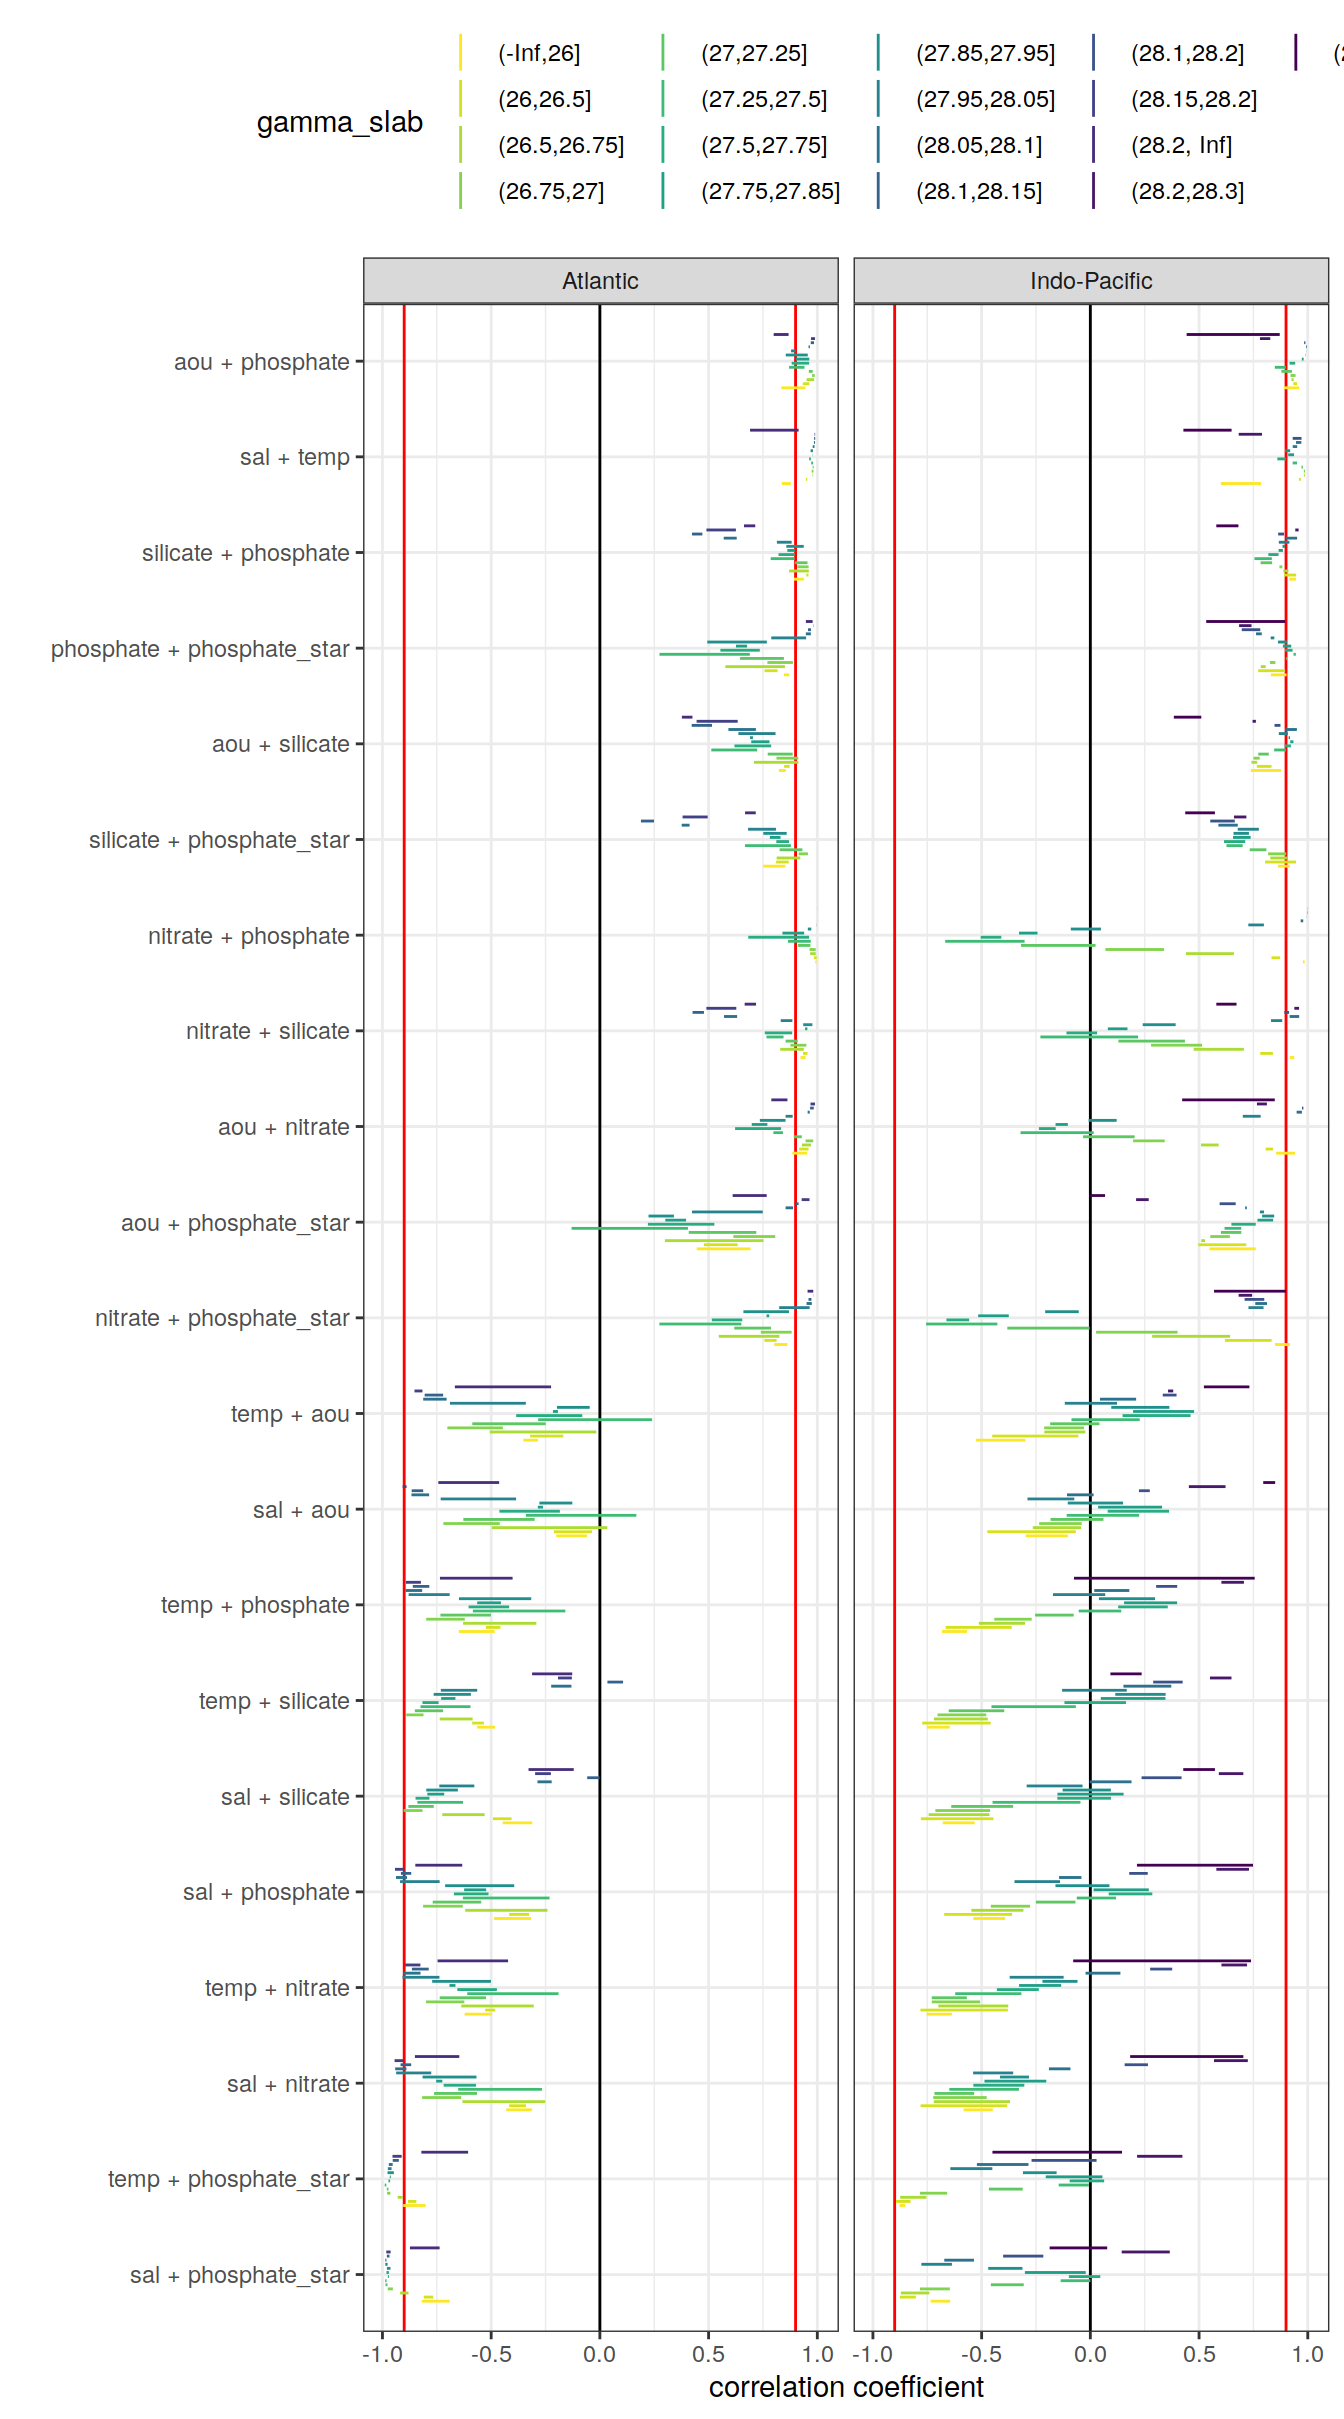 (-Inf,26] (27,27.25] (27.85,27.95] (28.1,28.2] (2
(26,26.5] (27.25,27.5] (27.95,28.05] (28.15,28.2]
gamma_slab
(26.5,26.75] (27.5,27.75] (28.05,28.1] (28.2, Inf]
(26.75,27] (27.75,27.85] (28.1,28.15] (28.2,28.3]
Atlantic Indo-Pacific
aou + phosphate
sal + temp
silicate + phosphate
phosphate + phosphate_star
aou + silicate
silicate + phosphate_star
nitrate + phosphate
nitrate + silicate
aou + nitrate
aou + phosphate_star
nitrate + phosphate_star
temp + aou
sal + aou
temp + phosphate
temp + silicate
sal + silicate
sal + phosphate
temp + nitrate
sal + nitrate
temp + phosphate_star
sal + phosphate_star
-1.0 -0.5 0.0 0.5 1.0 -1.0 -0.5 0.0 0.5 1.0
correlation coefficient